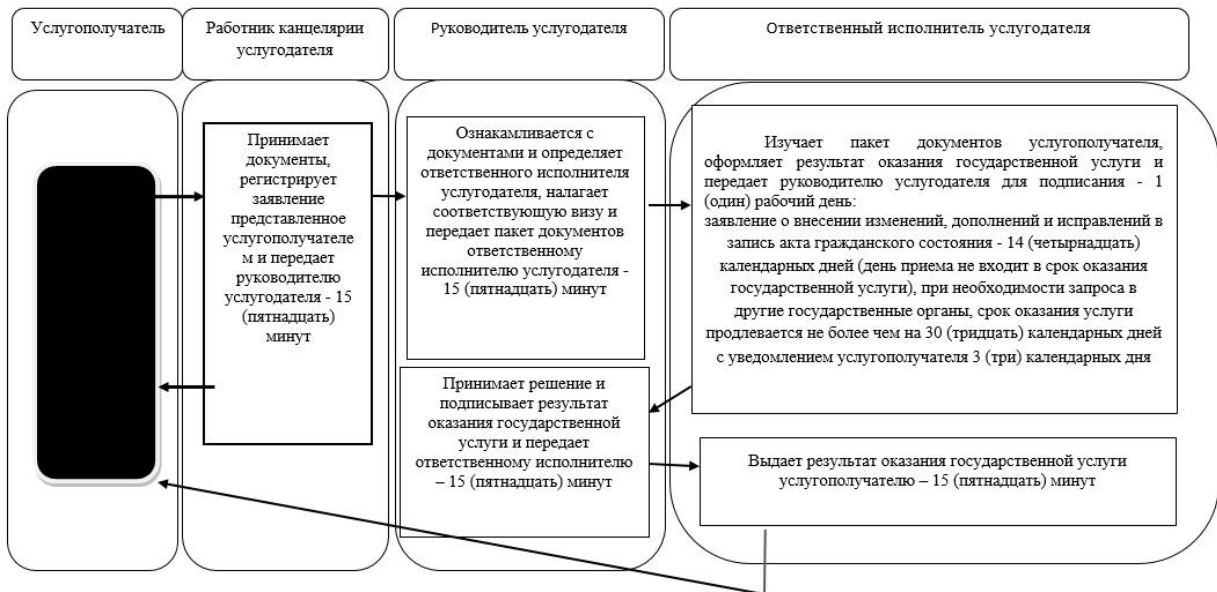 Услугополучатель
Работник канцелярии
услугодателя
Руководитель услугодателя
Ответственный исполнитель услугодателя
Принимает
документы,
регистрирует
заявление
представленное
услугополучателе
м и передает
руководителю
услугодателя - 15
(пятнадцать)
минут
Ознакамливается с
документами и определяет
ответственного исполнителя
услугодателя, налагает
соответствующую визу и
передает пакет документов
ответственному
исполнителю услугодателя -
15 (пятнадцать) минут
Изучает пакет документов услугополучателя,
оформляет результат оказания государственной услуги и
передает руководителю услугодателя для подписания - 1
(один) рабочий день:
заявление о внесении изменений, дополнений и исправлений в
запись акта гражданского состояния - 14 (четырнадцать)
календарных дней (день приема не входит в срок оказания
государственной услуги), при необходимости запроса в
другие государственные органы, срок оказания услуги
продлевается не более чем на 30 (тридцать) календарных дней
с уведомлением услугополучателя 3 (три) календарных дня
Принимает решение и
подписывает результат
оказания государственной
услуги и передает
ответственному исполнителю
– 15 (пятнадцать) минут
Выдает результат оказания государственной услуги
услугополучателю – 15 (пятнадцать) минут